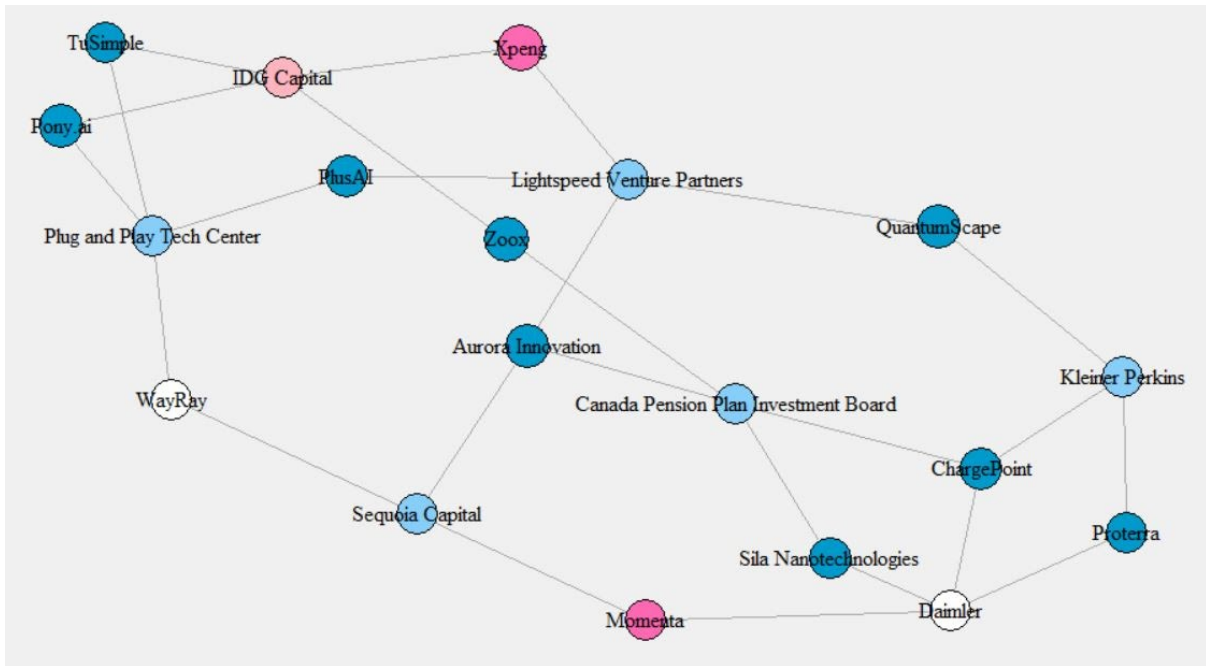 TuSimple
Xpeng
IDG Capital
Pony.ai
PlusAI
Lightspeed Venture Partners
QuantumScape
Plug and Play Tech Center
Zoox
Aurora Innovation
Kleiner Perkins
WayRay
Canada Pension Plan Investment Board
ChargePoint
Sequoia Capital
Proterra
Sila Nanotechnologies
Daimler
Momenta